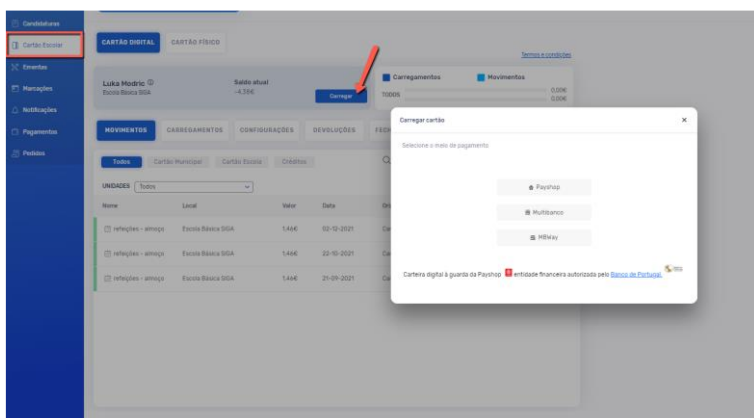 Candidaturas
Cartão Escolar
Ementas
Marcações
Notificações
Pagamentos
Pedidos
CARTÃO DIGITAL CARTÃO FÍSICO
Termos e condições
Luka Modric
Escola Básica SIGA
Saldo atual
-4,38€
Carregar
Carregamentos Movimentos
TODOS 0,00€
0,00€
MOVIMENTOS CARREGAMENTOS CONFIGURAÇÕES DEVOLUÇÕES
Todos Cartão Municipal Cartão Escola Créditos
UNIDADES Todos
Nome Local Valor Data
refeições - almoço Escola Básica SIGA 1,46€ 02-12-2021
refeições - almoço Escola Básica SIGA 1,46€ 22-10-2021
refeições - almoço Escola Básica SIGA 1,46€ 21-09-2021
Carregar cartão
Selecione o meio de pagamento
Payshop
Multibanco
MBWay
Carteira digital à guarda da Payshop entidade financeira autorizada pelo Banco de Portugal.